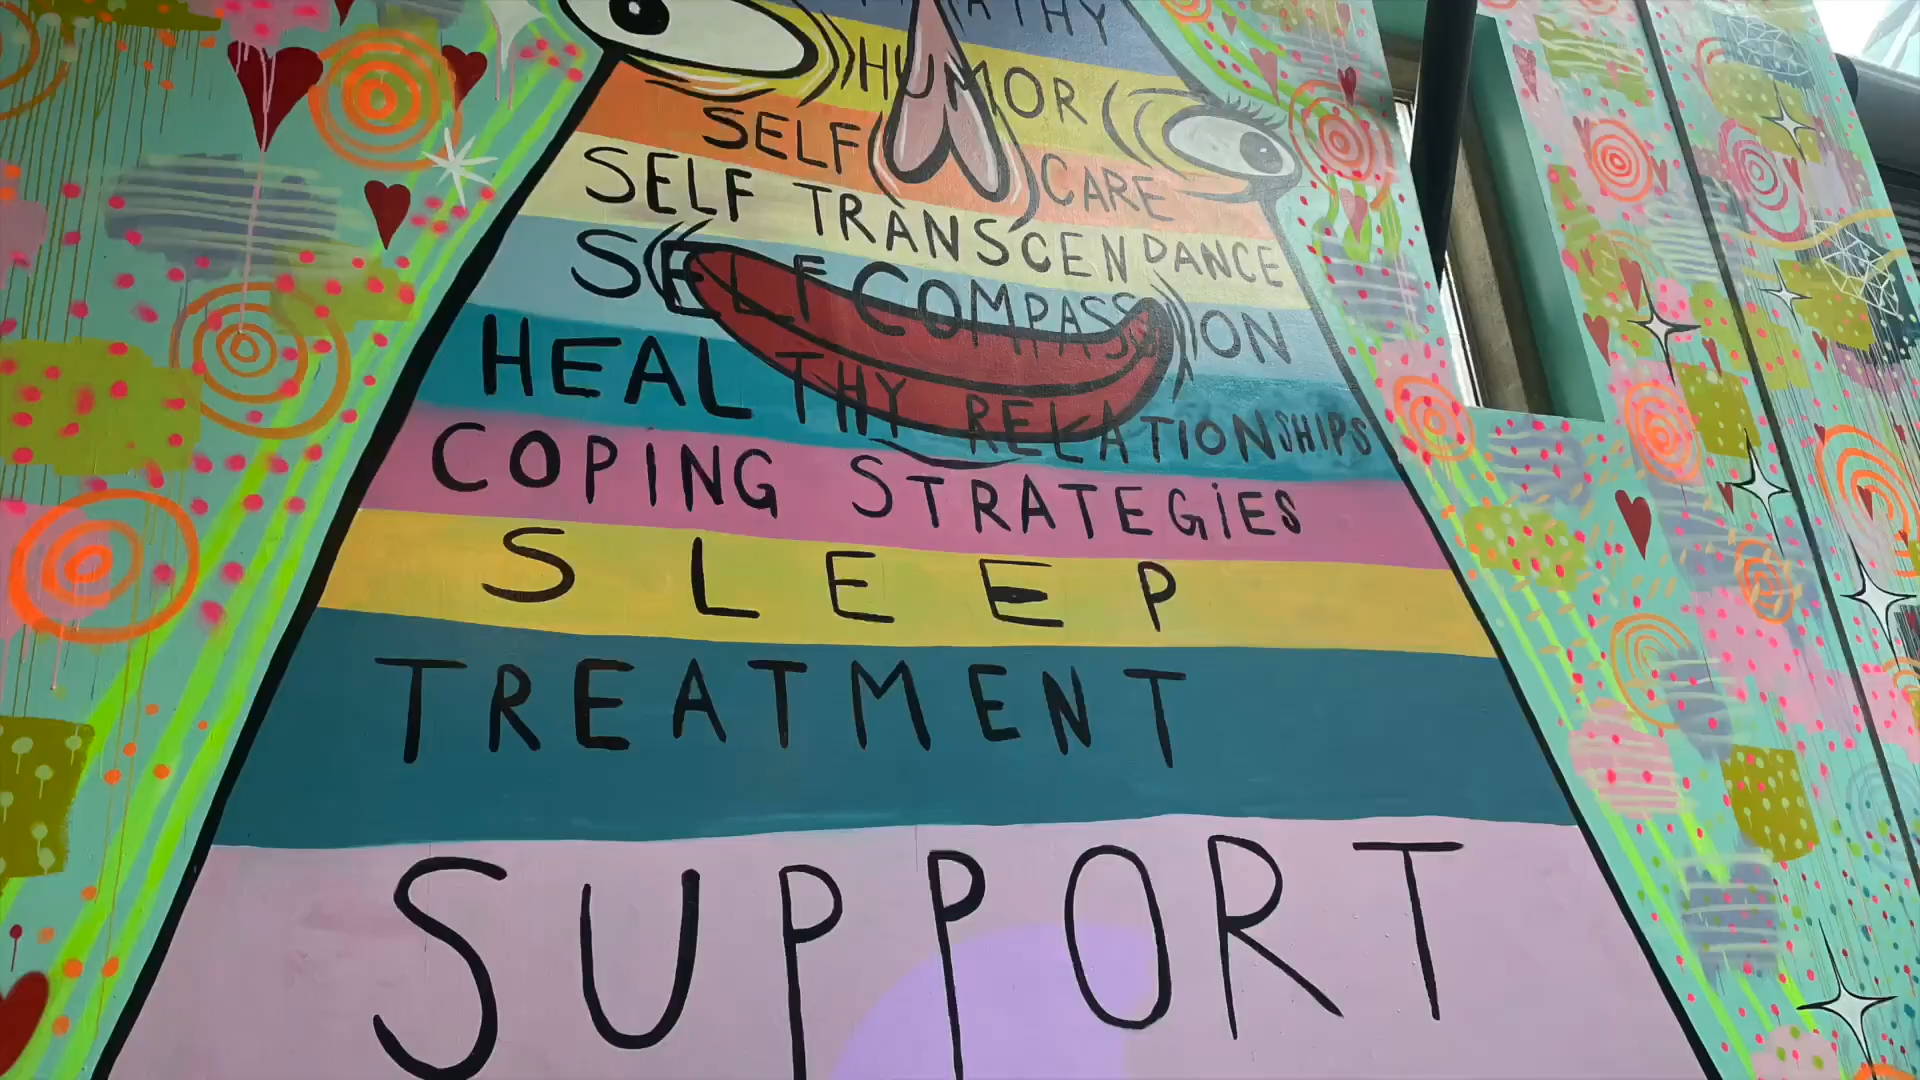 HUMOR
SELF CARE
SELF TRANSCENDANCE
SELF COMPASSION
HEALTHY RELATIONSHIPS
COPING STRATEGIES
SLEEP
TREATMENT
SUPPORT